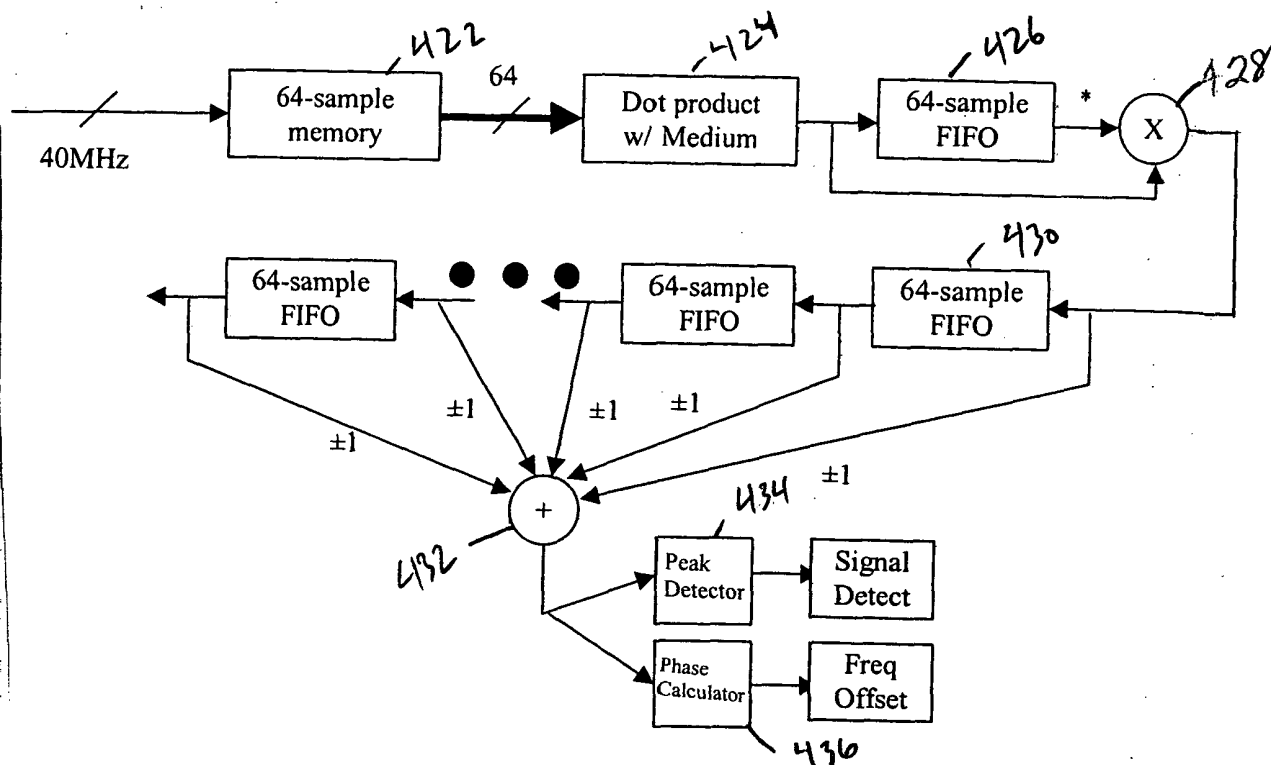 422
424
426
428
64
*
64-sample
memory
Dot product
w/ Medium
64-sample
FIFO
X
40MHz
430
64-sample
FIFO
64-sample
FIFO
64-sample
FIFO
±1
±1
±1
±1
±1
+
432
434
Peak
Detector
Signal
Detect
Phase
Calculator
Freq
Offset
436